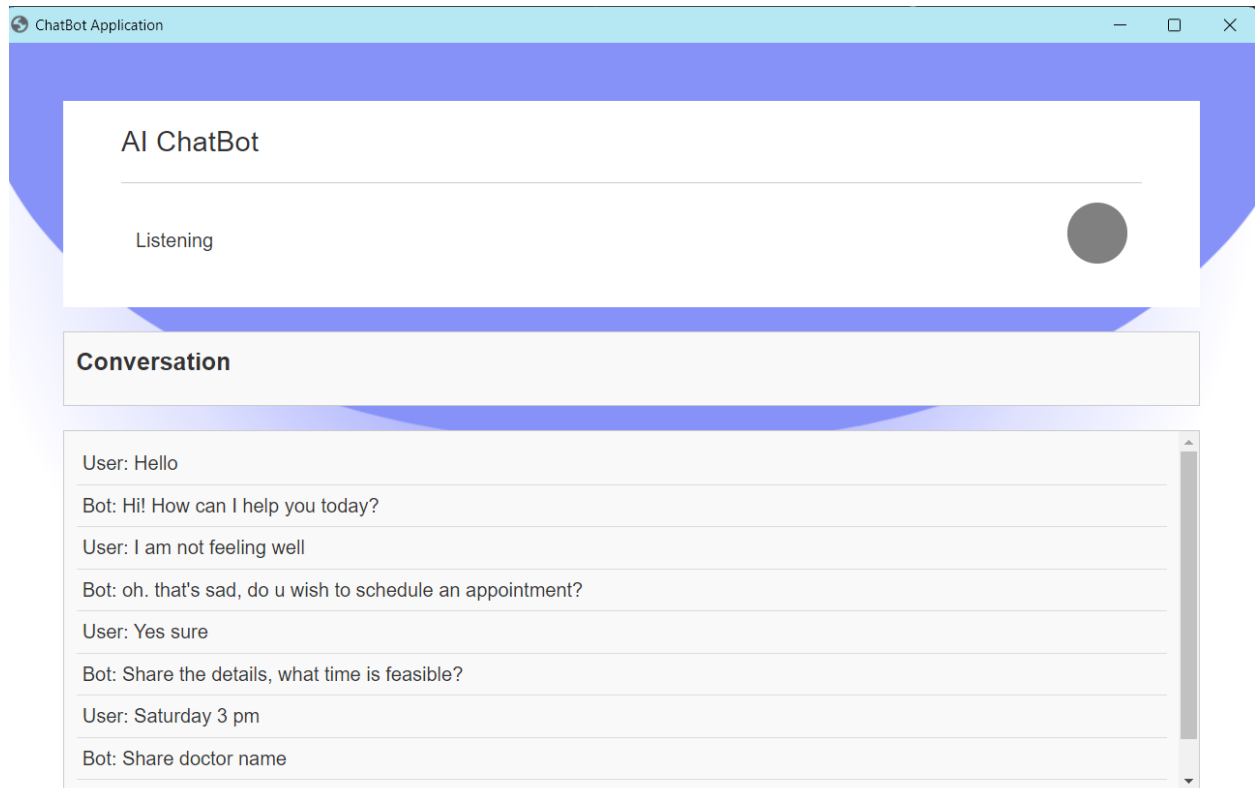 ChatBot Application
AI ChatBot
Listening
Conversation
User: Hello
Bot: Hi! How can I help you today?
User: I am not feeling well
Bot: oh. that's sad, do u wish to schedule an appointment?
User: Yes sure
Bot: Share the details, what time is feasible?
User: Saturday 3 pm
Bot: Share doctor name